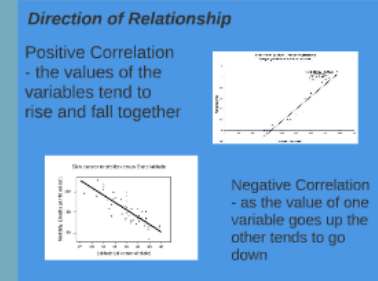 Direction of Relationship
Positive Correlation
- the values of the
variables tend to
rise and fall together
Negative Correlation
- as the value of one
variable goes up the
other tends to go
down